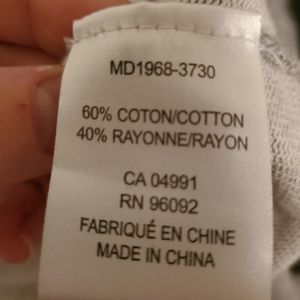 MD1968-3730
60% COTON/COTTON
40% RAYONNE/RAYON
CA 04991
RN 96092
FABRIQUÉ EN CHINE
MADE IN CHINA